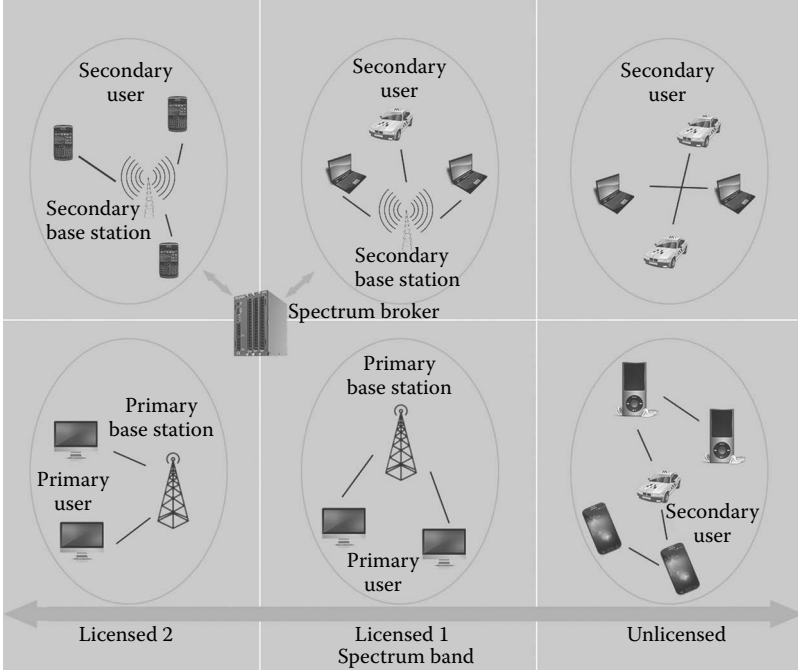 Secondary
user
Secondary
base station
Secondary
user
Secondary
base station
Secondary
user
Spectrum broker
Primary
base station
Primary
user
Primary
base station
Primary
user
Secondary
user
Licensed 2
Licensed 1
Unlicensed
Spectrum band